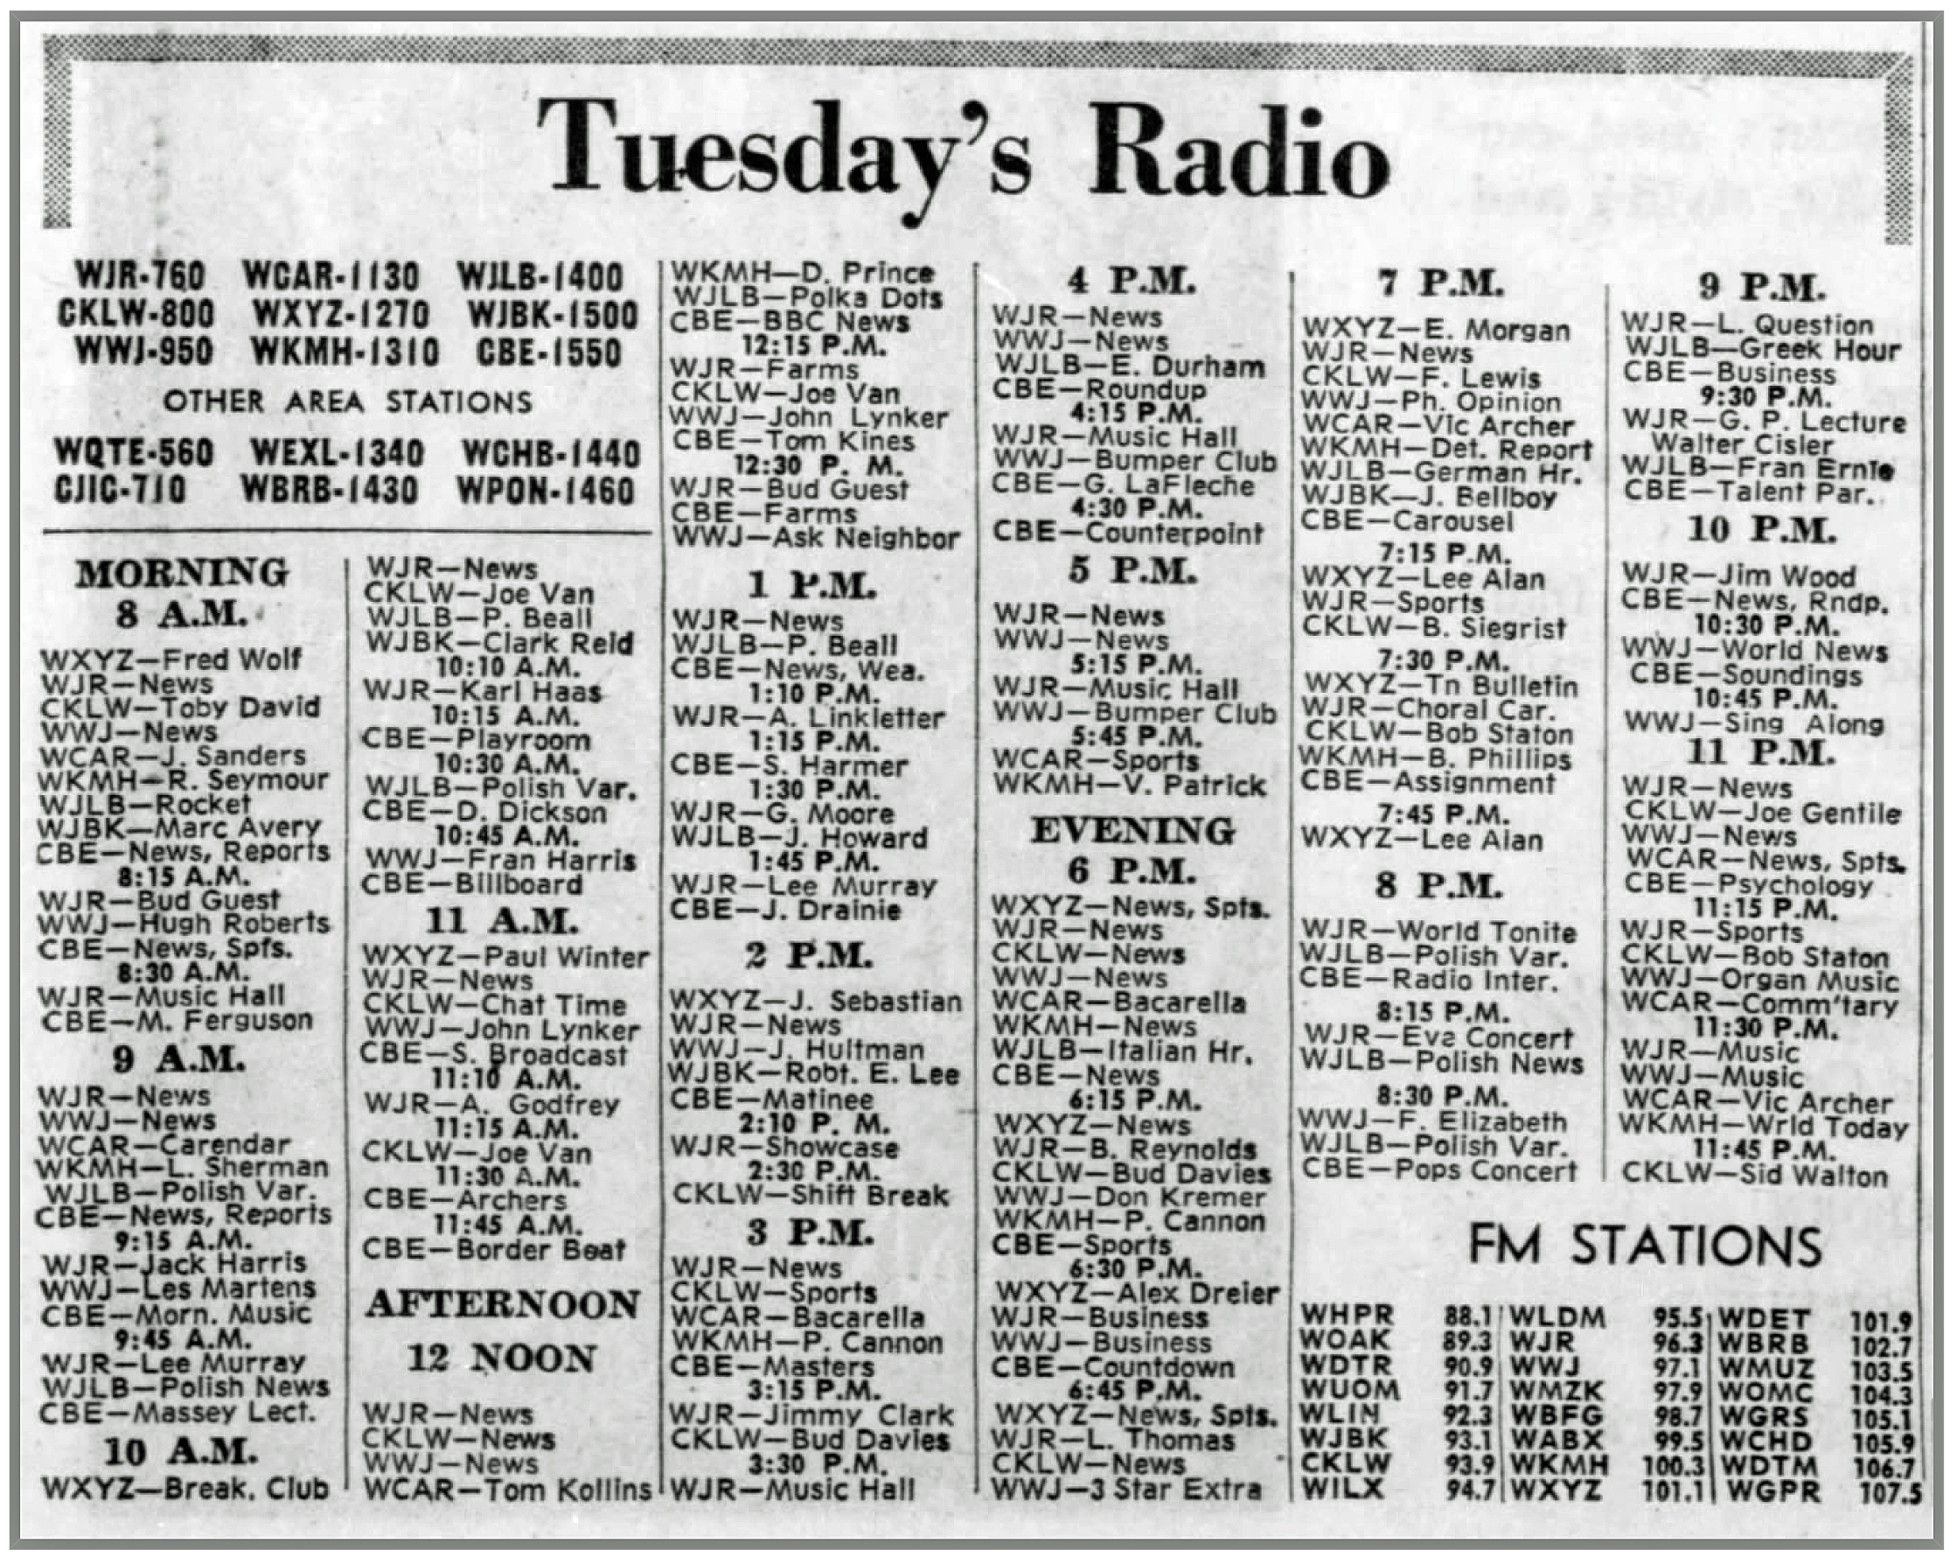 Tuesday's Radio
WJR-760 WCAR-1130 WJLB-1400
CKLW-800 WXYZ-1270 WJBK-1500
WWJ-950 WKMH-1310 CBE-1550
OTHER AREA STATIONS
WQTE-560 WEXL-1340 WCHB-1440
CJIC-710 WBRB-1430 WPON-1460
MORNING
8 A.M.
WXYZ—Fred Wolf
WJR—News
CKLW—Toby David
WWJ—News
WCAR—J. Sanders
WKMH—R. Seymour
WJLB—Rocket
WJBK—Marc Avery
CBE—News, Reports
8:15 A.M.
WJR—Bud Guest
WWJ—Hugh Roberts
CBE—News, Spfs.
8:30 A.M.
WJR—Music Hall
CBE—M. Ferguson
9 A.M.
WJR—News
WWJ—News
WCAR—Carendar
WKMH—L. Sherman
WJLB—Polish Var.
CBE—News, Reports
9:15 A.M.
WJR—Jack Harris
WWJ—Les Martens
CBE—Morn. Music
9:45 A.M.
WJR—Lee Murray
WJLB—Polish News
CBE—Massey Lect.
10 A.M.
WXYZ—Break. Club
WJR—News
CKLW—Joe Van
WJLB—P. Beall
WJBK—Clark Reid
10:10 A.M.
WJR—Karl Haas
10:15 A.M.
CBE—Playroom
10:30 A.M.
WJLB—Polish Var.
CBE—D. Dickson
10:45 A.M.
WWJ—Fran Harris
CBE—Billboard
11 A.M.
WXYZ—Paul Winter
WJR—News
CKLW—Chat Time
WWJ—John Lynker
CBE—S. Broadcast
11:10 A.M.
WJR—A. Godfrey
11:15 A.M.
CKLW—Joe Van
11:30 A.M.
CBE—Archers
11:45 A.M.
CBE—Border Beat
AFTERNOON
12 NOON
WJR—News
CKLW—News
WWJ—News
WCAR—Tom Kollins
WKMH—D. Prince
WJLB—Polka Dots
CBE—BBC News
12:15 P.M.
WJR—Farms
CKLW—Joe Van
WWJ—John Lynker
CBE—Tom Kines
12:30 P. M.
WJR—Bud Guest
CBE—Farms
WWJ—Ask Neighbor
1 P.M.
WJR—News
WJLB—P. Beall
CBE—News, Wea.
1:10 P.M.
WJR—A. Linkletter
1:15 P.M.
CBE—S. Harmer
1:30 P.M.
WJR—G. Moore
WJLB—J. Howard
1:45 P.M.
WJR—Lee Murray
CBE—J. Drainie
2 P.M.
WXYZ—J. Sebastian
WJR—News
WWJ—J. Hultman
WJBK—Robt. E. Lee
CBE—Matinee
2:10 P. M.
WJR—Showcase
2:30 P.M.
CKLW—Shift Break
3 P.M.
WJR—News
CKLW—Sports
WCAR—Bacarella
WKMH—P. Cannon
CBE—Masters
3:15 P.M.
WJR—Jimmy Clark
CKLW—Bud Davies
3:30 P.M.
WJR—Music Hall
4 P.M.
WJR—News
WWJ—News
WJLB—E. Durham
CBE—Roundup
4:15 P.M.
WJR—Music Hall
WWJ—Bumper Club
CBE—G. LaFleche
4:30 P.M.
CBE—Counterpoint
5 P.M.
WJR—News
WWJ—News
5:15 P.M.
WJR—Music Hall
WWJ—Bumper Club
5:45 P.M.
WCAR—Sports
WKMH—V. Patrick
EVENING
6 P.M.
WXYZ—News, Spts.
WJR—News
CKLW—News
WWJ—News
WCAR—Bacarella
WKMH—News
WJLB—Italian Hr.
CBE—News
6:15 P.M.
WXYZ—News
WJR—B. Reynolds
CKLW—Bud Davies
WWJ—Don Kremer
WKMH—P. Cannon
CBE—Sports
6:30 P.M.
WXYZ—Alex Dreier
WJR—Business
WWJ—Business
CBE—Countdown
6:45 P.M.
WXYZ—News, Spts.
WJR—L. Thomas
CKLW—News
WWJ—3 Star Extra
7 P.M.
WXYZ—E. Morgan
WJR—News
CKLW—F. Lewis
WWJ—Ph. Opinion
WCAR—Vic Archer
WKMH—Det. Report
WJLB—German Hr.
WJBK—J. Bellboy
CBE—Carousel
7:15 P.M.
WXYZ—Lee Alan
WJR—Sports
CKLW—B. Siegrist
7:30 P.M.
WXYZ—Tn Bulletin
WJR—Choral Car.
CKLW—Bob Staton
WKMH—B. Phillips
CBE—Assignment
7:45 P.M.
WXYZ—Lee Alan
8 P.M.
WJR—World Tonite
WJLB—Polish Var.
CBE—Radio Inter.
8:15 P.M.
WJR—Eva Concert
WJLB—Polish News
8:30 P.M.
WWJ—F. Elizabeth
WJLB—Polish Var.
CBE—Pops Concert
9 P.M.
WJR—L. Question
WJLB—Greek Hour
CBE—Business
9:30 P.M.
WJR—G. P. Lecture
Walter Cisler
WJLB—Fran Ernie
CBE—Talent Par.
10 P.M.
WJR—Jim Wood
CBE—News, Rndp.
10:30 P.M.
WWJ—World News
CBE—Soundings
10:45 P.M.
WWJ—Sing Along
11 P.M.
WJR—News
CKLW—Joe Gentile
WWJ—News
WCAR—News, Spts.
CBE—Psychology
11:15 P.M.
WJR—Sports
CKLW—Bob Staton
WWJ—Organ Music
WCAR—Comm'tary
11:30 P.M.
WJR—Music
WWJ—Music
WCAR—Vic Archer
WKMH—Wrld Today
11:45 P.M.
CKLW—Sid Walton
FM STATIONS
WHPR 88.1 WLDM 95.5 WDET 101.9
WOAK 89.3 WJR 96.3 WBRB 102.7
WDTR 90.9 WWJ 97.1 WMUZ 103.5
WUOM 91.7 WMZK 97.9 WOMC 104.3
WLIN 92.3 WBFG 98.7 WGRS 105.1
WJBK 93.1 WABX 99.5 WCHD 105.9
CKLW 93.9 WKMH 100.3 WDTM 106.7
WILX 94.7 WXYZ 101.1 WGPR 107.5